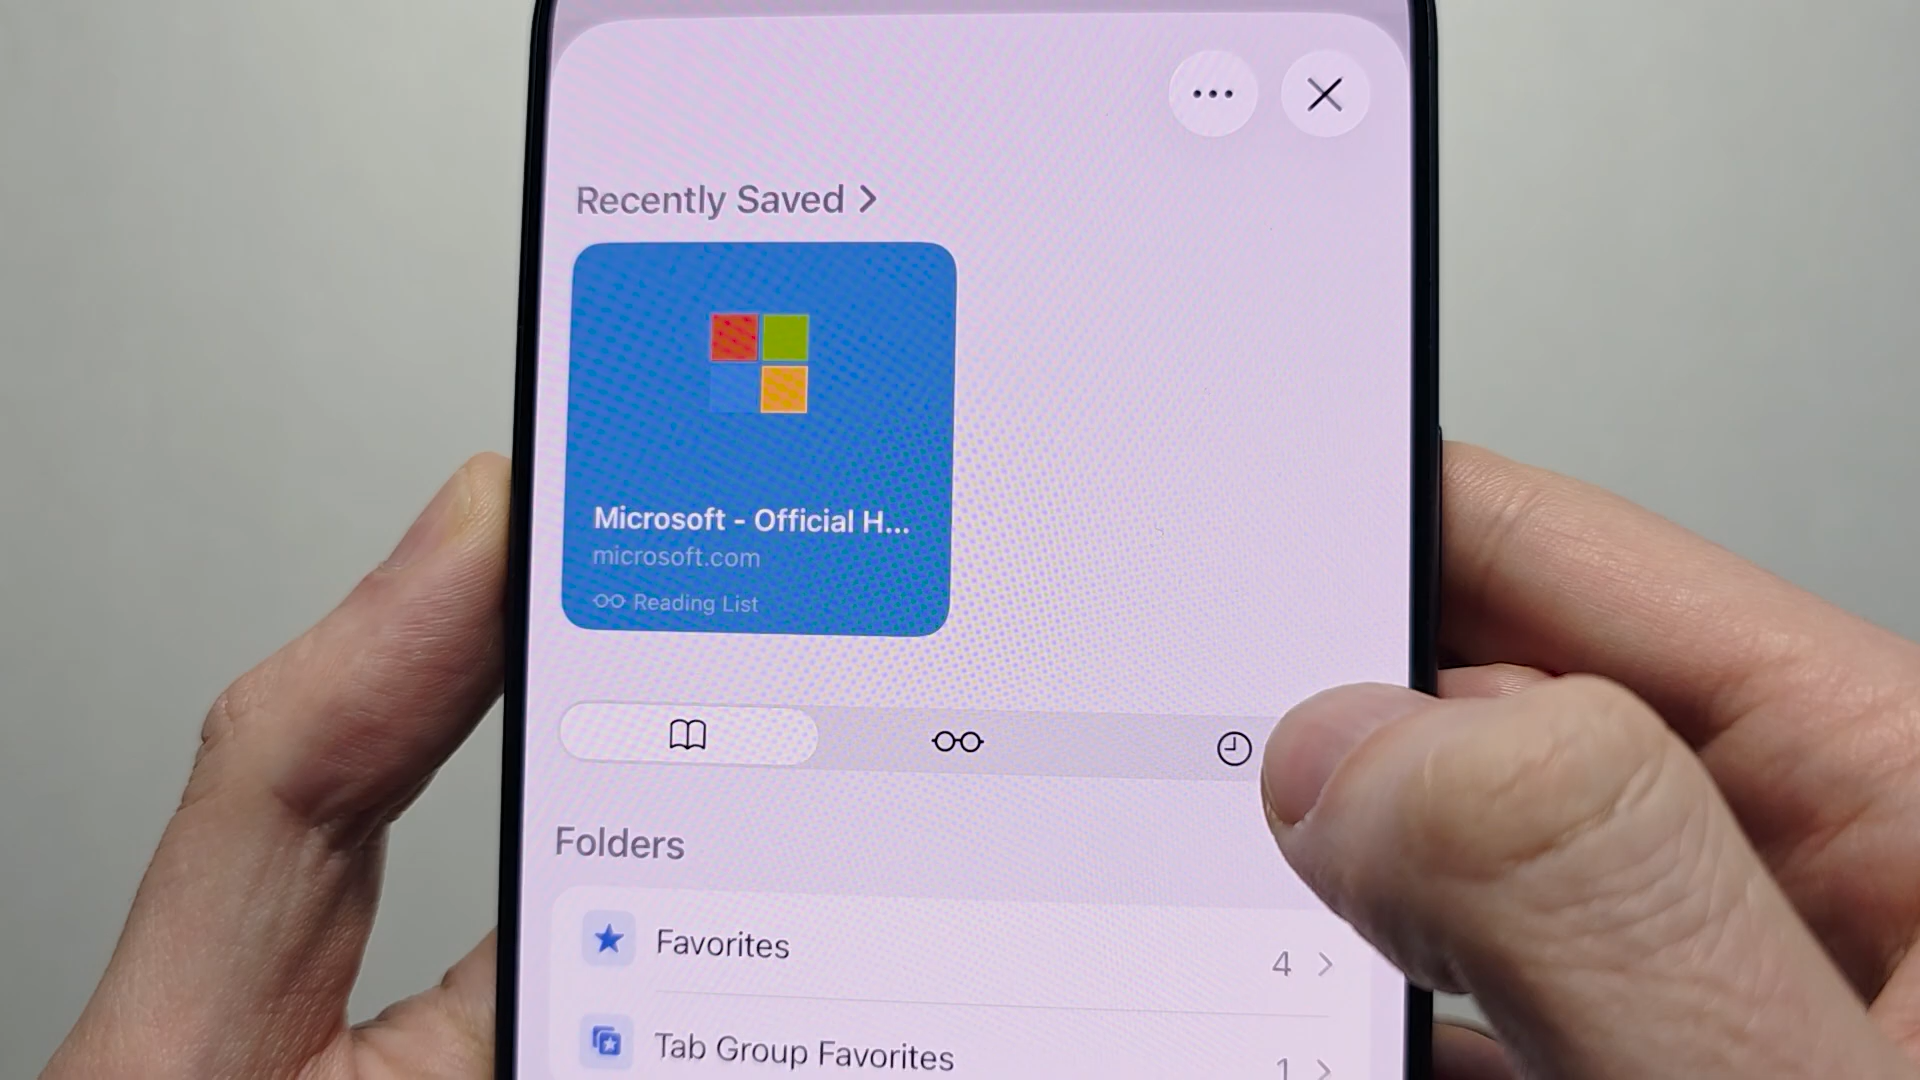 Recently Saved
Microsoft - Official H...
microsoft.com
Reading List
Folders
Favorites
4
Tab Group Favorites
1